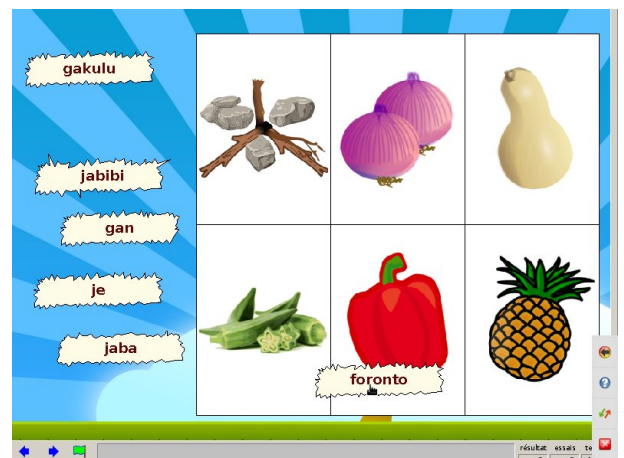 gakulu
jabibi
gan
je
jaba
foronto
résultat essais